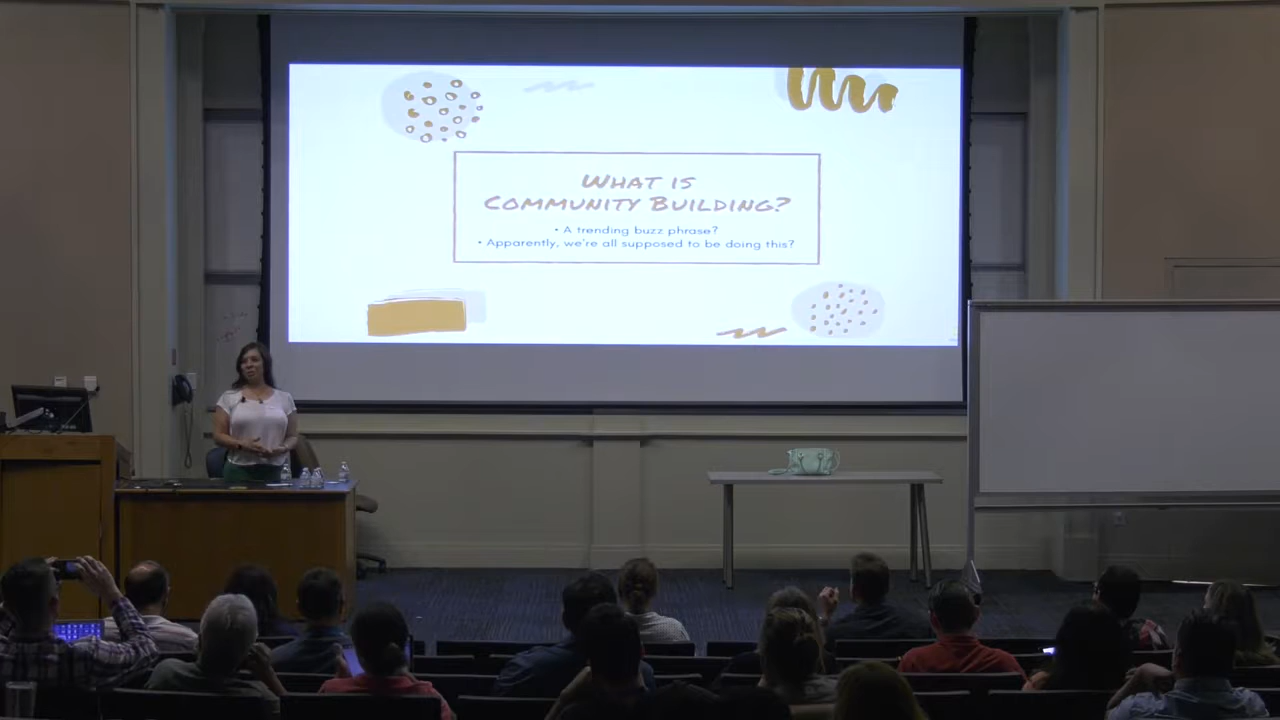 What is
Community Building?
• A trending buzz phrase?
• Apparently, we're all supposed to be doing this?